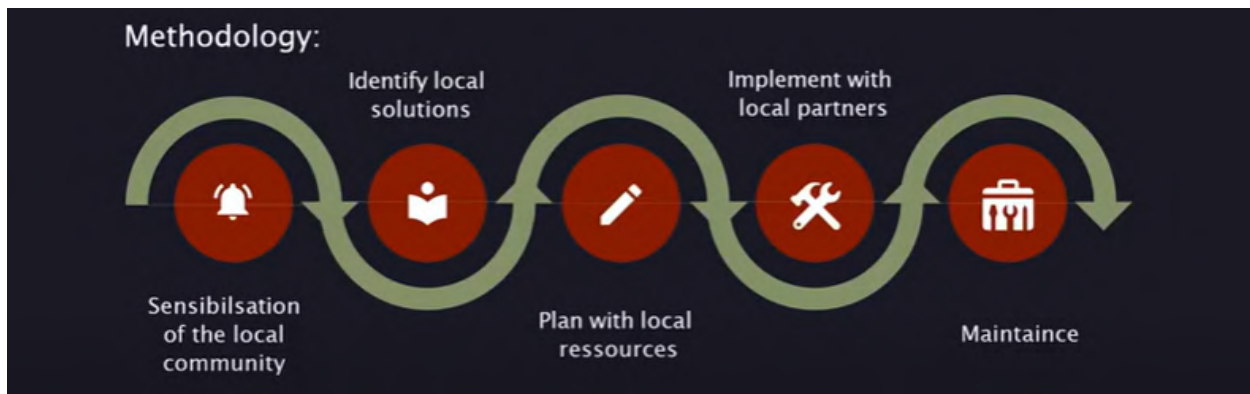 Methodology:
Sensibilsation
of the local
community
Identify local
solutions
Plan with local
ressources
Implement with
local partners
Maintaince